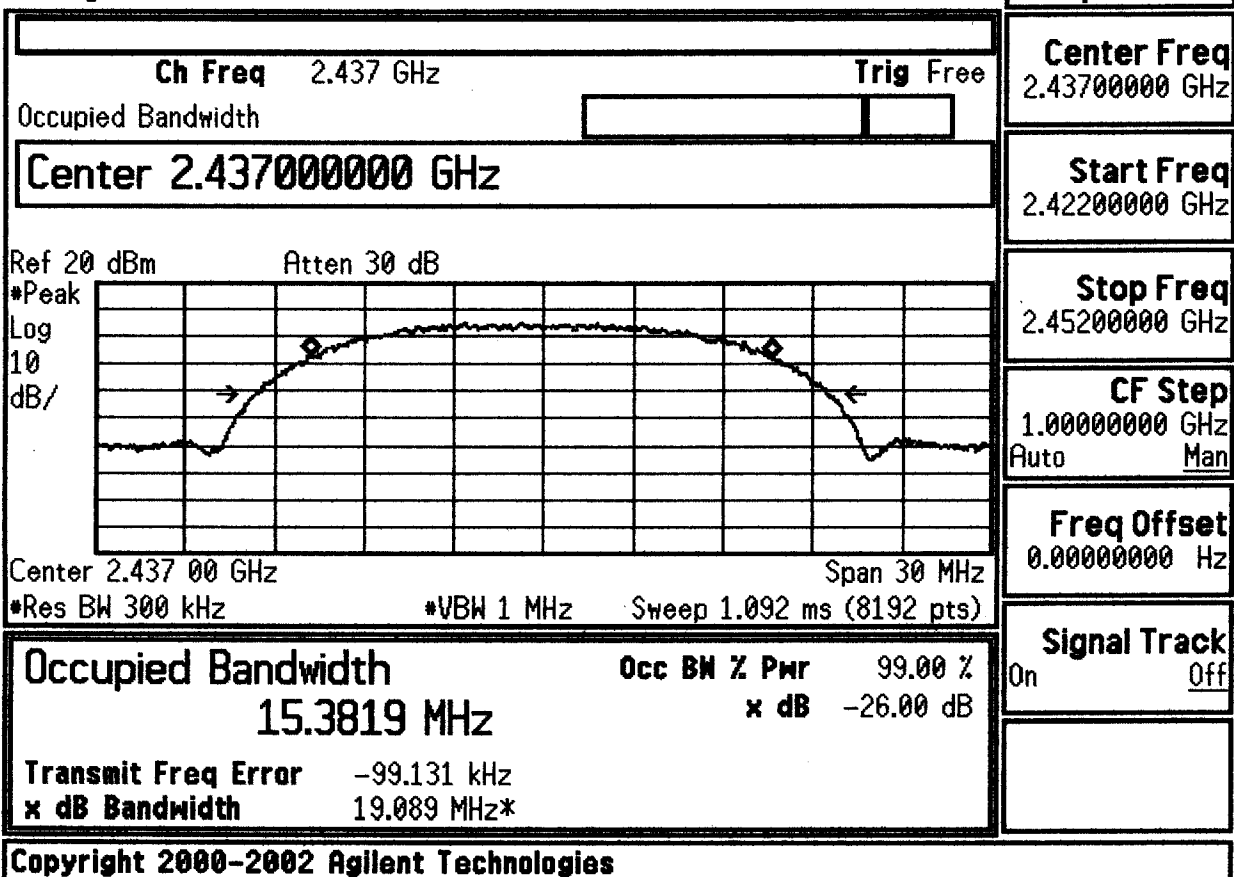 Ch Freq 2.437 GHz Trig Free
Occupied Bandwidth
Center 2.437000000 GHz
Ref 20 dBm Atten 30 dB
*Peak
Log
10
dB/
Center 2.437 00 GHz Span 30 MHz
*Res BW 300 kHz *VBW 1 MHz Sweep 1.092 ms (8192 pts)
Occupied Bandwidth
15.3819 MHz
Occ BW % Pwr 99.00 %
x dB -26.00 dB
Transmit Freq Error -99.131 kHz
x dB Bandwidth 19.089 MHz*
Center Freq
2.43700000 GHz
Start Freq
2.42200000 GHz
Stop Freq
2.45200000 GHz
CF Step
1.00000000 GHz
Auto Man
Freq Offset
0.00000000 Hz
Signal Track
On Off
Copyright 2000-2002 Agilent Technologies